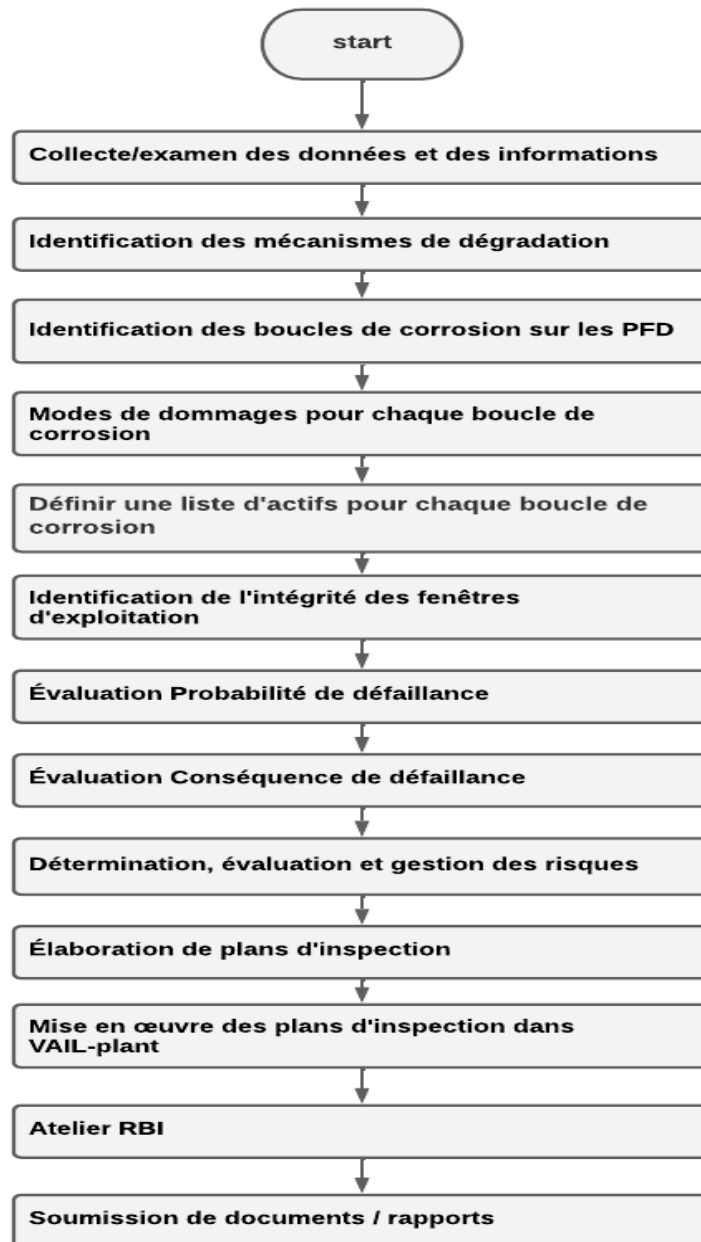 start
Collecte/examen des données et des informations
Identification des mécanismes de dégradation
Identification des boucles de corrosion sur les PFD
Modes de dommages pour chaque boucle de
corrosion
Définir une liste d'actifs pour chaque boucle de
corrosion
Identification de l'intégrité des fenêtres
d'exploitation
Évaluation Probabilité de défaillance
Évaluation Conséquence de défaillance
Détermination, évaluation et gestion des risques
Élaboration de plans d'inspection
Mise en œuvre des plans d'inspection dans
VAIL-plant
Atelier RBI
Soumission de documents / rapports